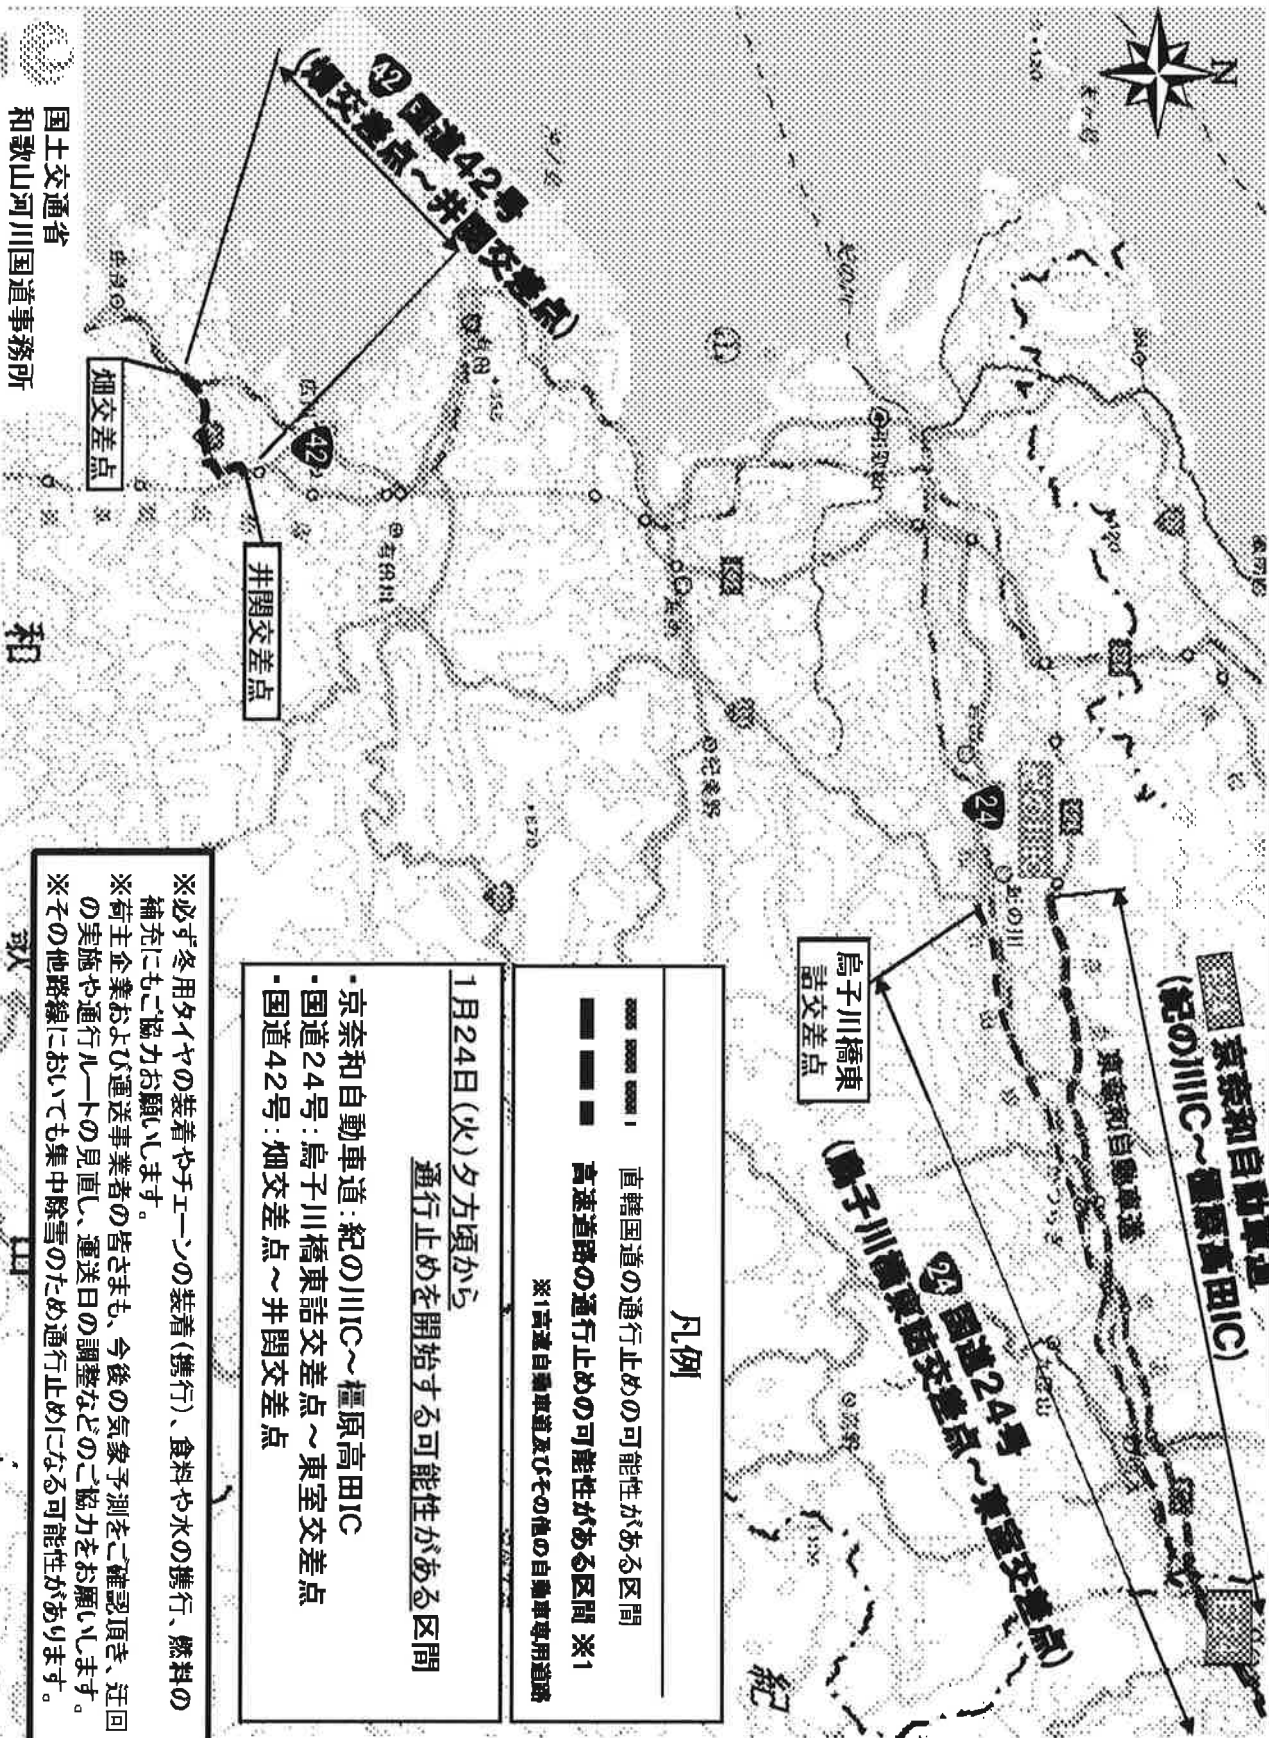 N
京奈和自動車道
(紀の川IC～橿原高田IC)
京奈和自動車道
24 国道24号
(鳥子川橋東詰交差点～東室交差点)
鳥子川橋東
詰交差点
24
紀の川
42 国道42号
(畑交差点～井関交差点)
42
畑交差点
井関交差点
有田川
紀美野
和
歌
山
紀
凡例
直轄国道の通行止めの可能性がある区間
高速道路の通行止めの可能性がある区間 ※1
※1高速自動車道及びその他の自動車専用道路
1月24日(火)夕方頃から
通行止めを開始する可能性がある区間
・京奈和自動車道:紀の川IC～橿原高田IC
・国道24号:鳥子川橋東詰交差点～東室交差点
・国道42号:畑交差点～井関交差点
※必ず冬用タイヤの装着やチェーンの装着(携行)、食料や水の携行、燃料の
補充にもご協力お願いします。
※荷主企業および運送事業者の皆さまも、今後の気象予測をご確認頂き、迂回
の実施や通行ルートの見直し、運送日の調整などのご協力をお願いします。
※その他路線においても集中除雪のため通行止めになる可能性があります。
国土交通省
和歌山河川国道事務所